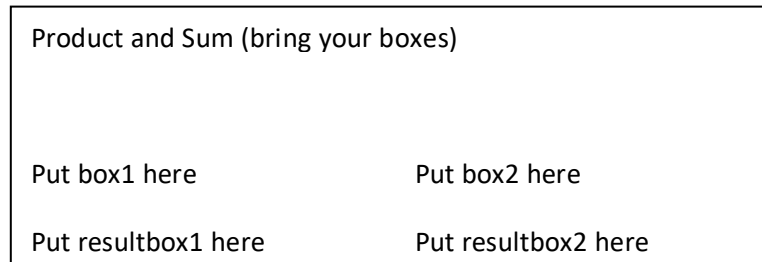 Product and Sum (bring your boxes)
Put box1 here Put box2 here
Put resultbox1 here Put resultbox2 here